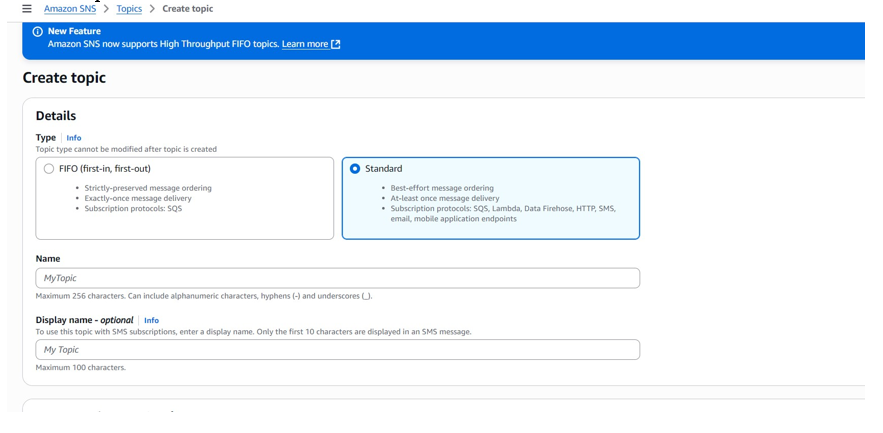 Amazon SNS > Topics > Create topic
New Feature
Amazon SNS now supports High Throughput FIFO topics. Learn more
Create topic
Details
Type | Info
Topic type cannot be modified after topic is created
FIFO (first-in, first-out)
• Strictly-preserved message ordering
• Exactly-once message delivery
• Subscription protocols: SQS
Standard
• Best-effort message ordering
• At-least once message delivery
• Subscription protocols: SQS, Lambda, Data Firehose, HTTP, SMS,
email, mobile application endpoints
Name
MyTopic
Maximum 256 characters. Can include alphanumeric characters, hyphens (-) and underscores (_).
Display name - optional | Info
To use this topic with SMS subscriptions, enter a display name. Only the first 10 characters are displayed in an SMS message.
My Topic
Maximum 100 characters.